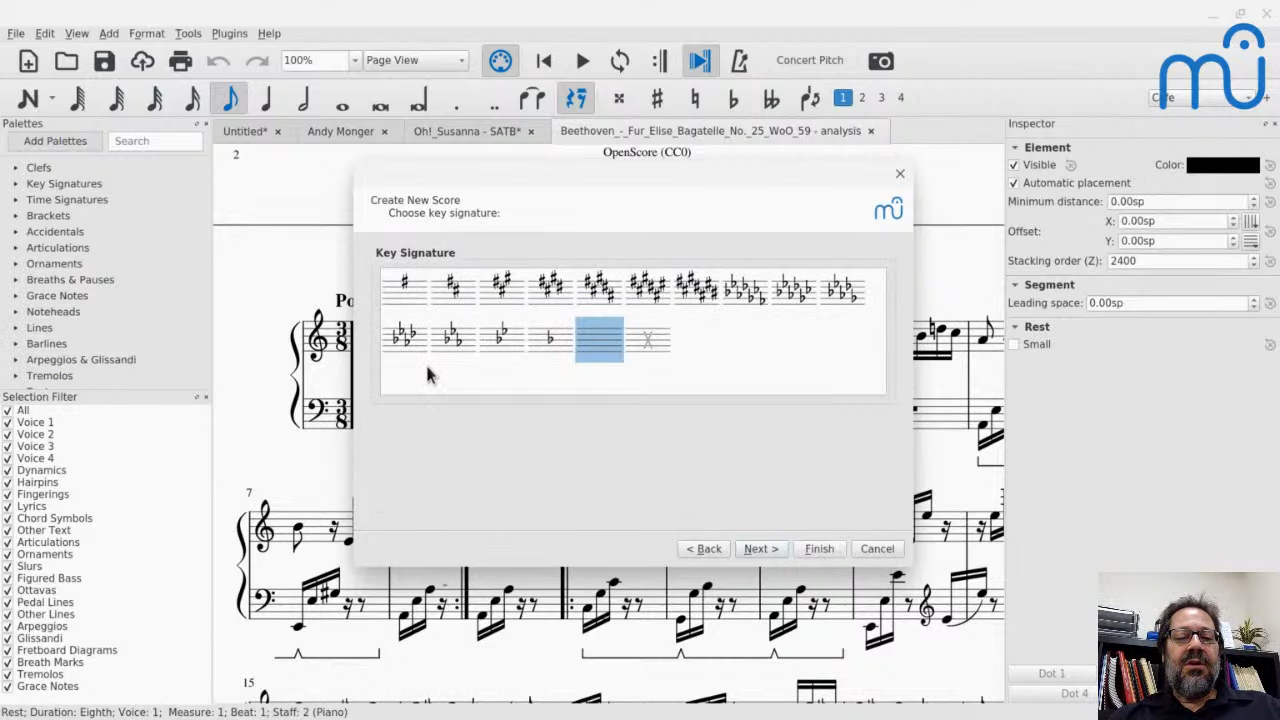 File Edit View Add Format Tools Plugins Help
100% Page View Concert Pitch
1 2 3 4
Palettes
Add Palettes Search
Clefs
Key Signatures
Time Signatures
Brackets
Accidentals
Articulations
Ornaments
Breaths & Pauses
Grace Notes
Noteheads
Lines
Barlines
Arpeggios & Glissandi
Tremolos
Selection Filter
All
Voice 1
Voice 2
Voice 3
Voice 4
Dynamics
Hairpins
Fingerings
Lyrics
Chord Symbols
Other Text
Articulations
Ornaments
Slurs
Figured Bass
Ottavas
Pedal Lines
Other Lines
Arpeggios
Glissandi
Fretboard Diagrams
Breath Marks
Tremolos
Grace Notes
Untitled* Andy Monger Oh!_Susanna - SATB* Beethoven_-_Fur_Elise_Bagatelle_No._25_WoO_59 - analysis
2 OpenScore (CC0)
Create New Score
Choose key signature:
Key Signature
< Back Next > Finish Cancel
7
15
Inspector
Element
Visible Color:
Automatic placement
Minimum distance: 0.00sp
Offset: X: 0.00sp
Y: 0.00sp
Stacking order (Z): 2400
Segment
Leading space: 0.00sp
Rest
Small
Dot 1
Dot 4
Rest; Duration: Eighth; Voice: 1; Measure: 1; Beat: 1; Staff: 2 (Piano)